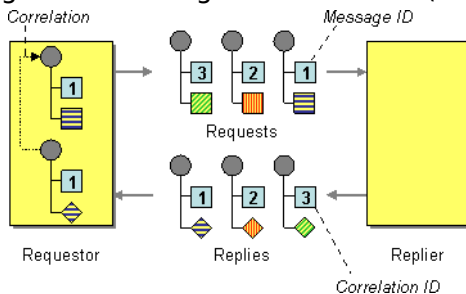 Correlation
Message ID
1
3
2
1
Requests
1
1
2
3
Requestor
Replies
Replier
Correlation ID